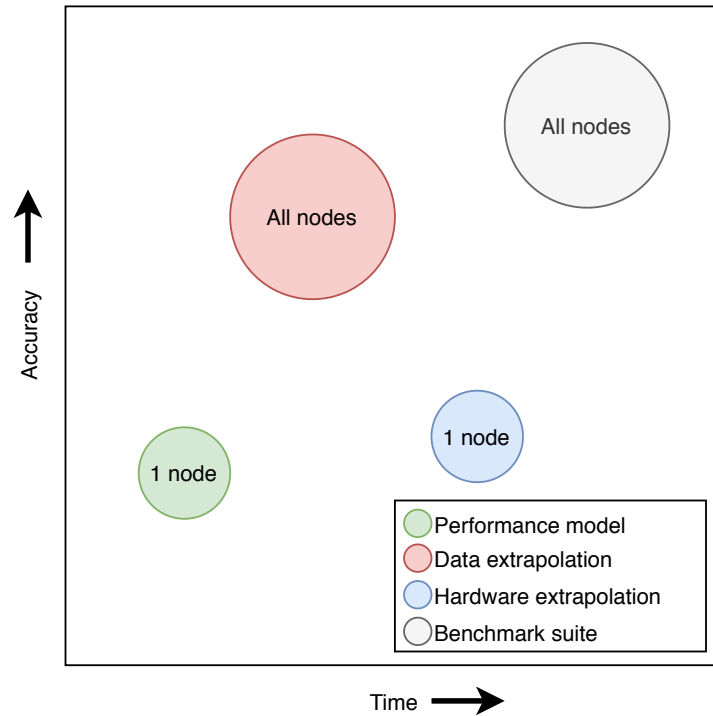 All nodes
All nodes
Accuracy
1 node
1 node
Performance model
Data extrapolation
Hardware extrapolation
Benchmark suite
Time